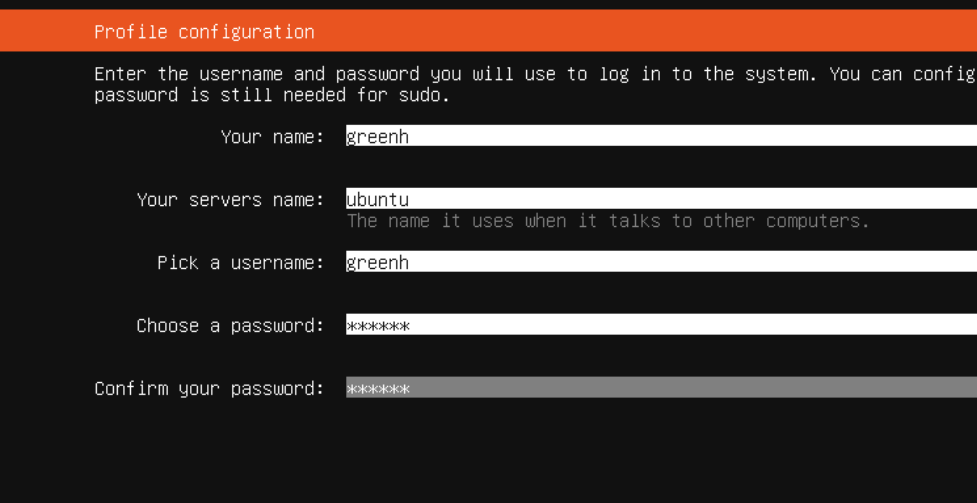 Profile configuration
Enter the username and password you will use to log in to the system. You can config
password is still needed for sudo.
Your name: greenh
Your servers name: ubuntu
The name it uses when it talks to other computers.
Pick a username: greenh
Choose a password: ******
Confirm your password: ******